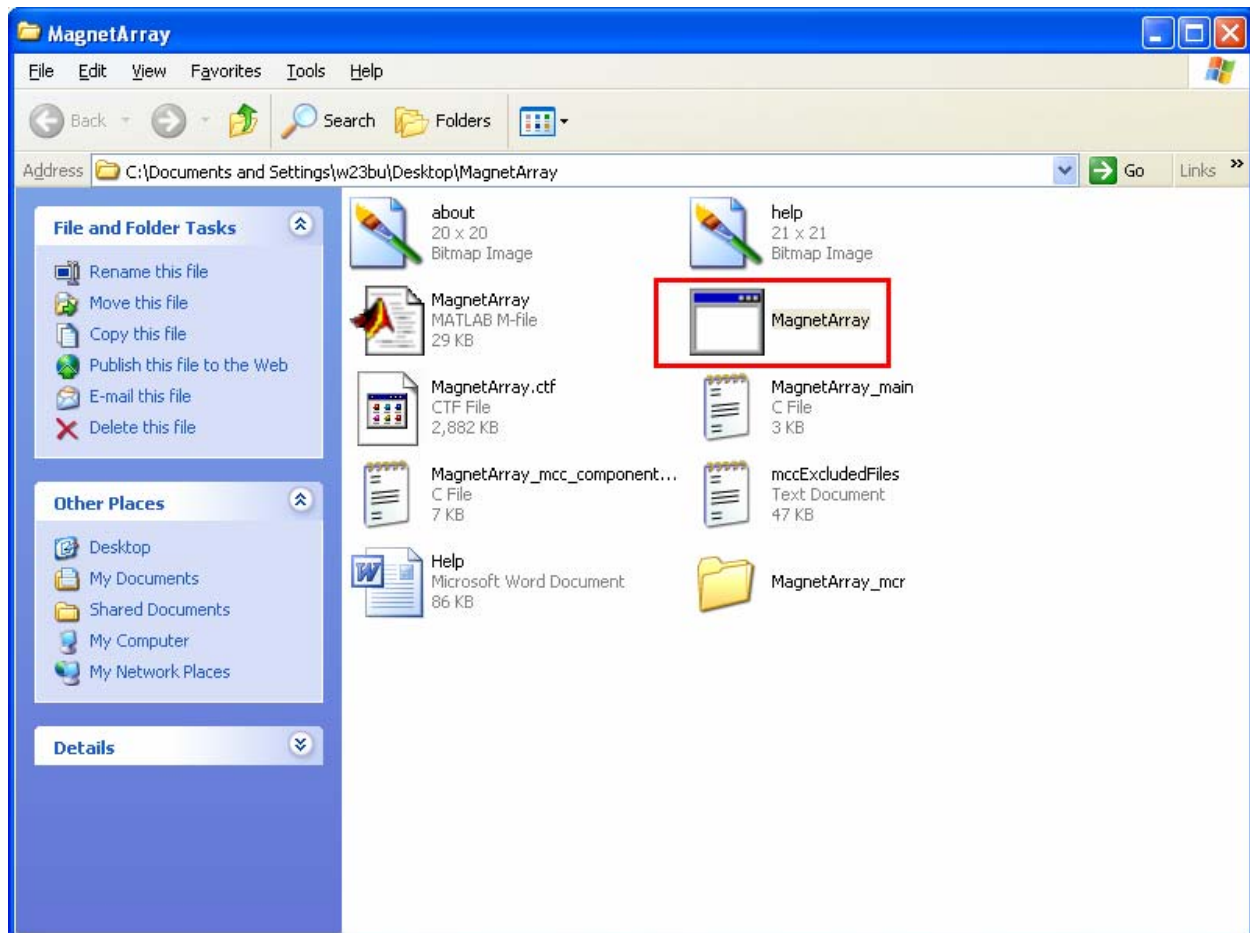 MagnetArray
File Edit View Favorites Tools Help
Back Search Folders
Address C:\Documents and Settings\w23bu\Desktop\MagnetArray Go Links »
File and Folder Tasks
Rename this file
Move this file
Copy this file
Publish this file to the Web
E-mail this file
Delete this file
Other Places
Desktop
My Documents
Shared Documents
My Computer
My Network Places
Details
about
20 x 20
Bitmap Image
help
21 x 21
Bitmap Image
MagnetArray
MATLAB M-file
29 KB
MagnetArray
MagnetArray.ctf
CTF File
2,882 KB
MagnetArray_main
C File
3 KB
MagnetArray_mcc_component...
C File
7 KB
mccExcludedFiles
Text Document
47 KB
Help
Microsoft Word Document
86 KB
MagnetArray_mcr